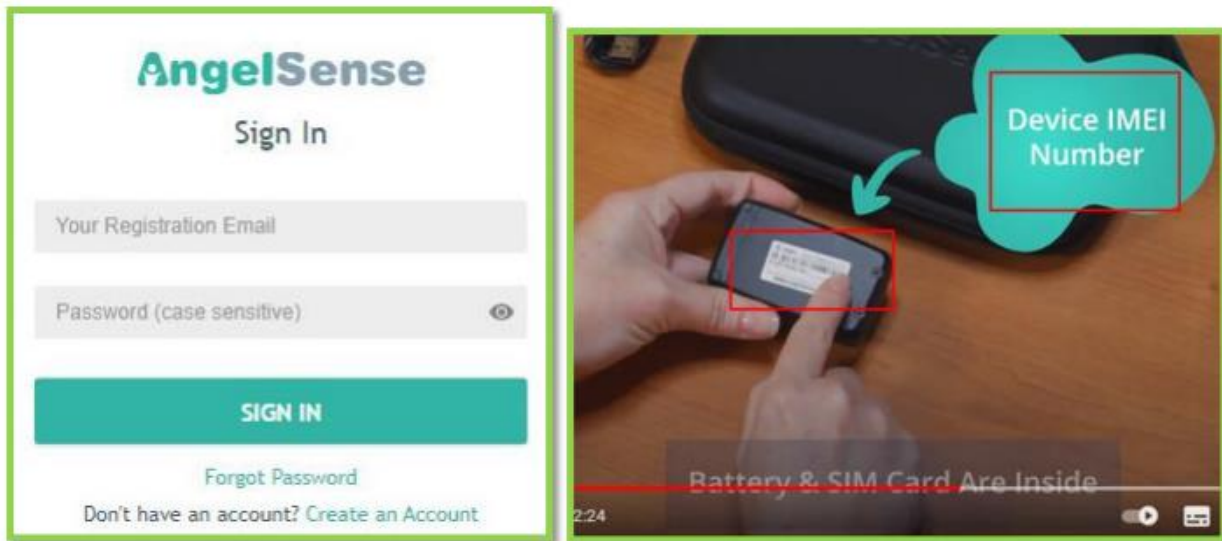 AngelSense
Sign In
Your Registration Email
Password (case sensitive)
SIGN IN
Forgot Password
Don't have an account? Create an Account
Device IMEI
Number
Battery & SIM Card Are Inside
2:24